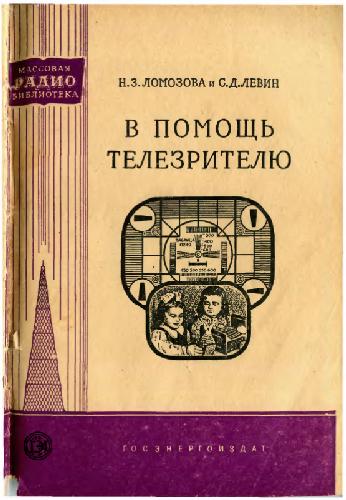 МАССОВАЯ
РАДИО
БИБЛИОТЕКА
Н.З.ЛОМОЗОВА и С.Д.ЛЕВИН
В ПОМОЩЬ
ТЕЛЕЗРИТЕЛЮ
ГОСЭНЕРГОИЗДАТ